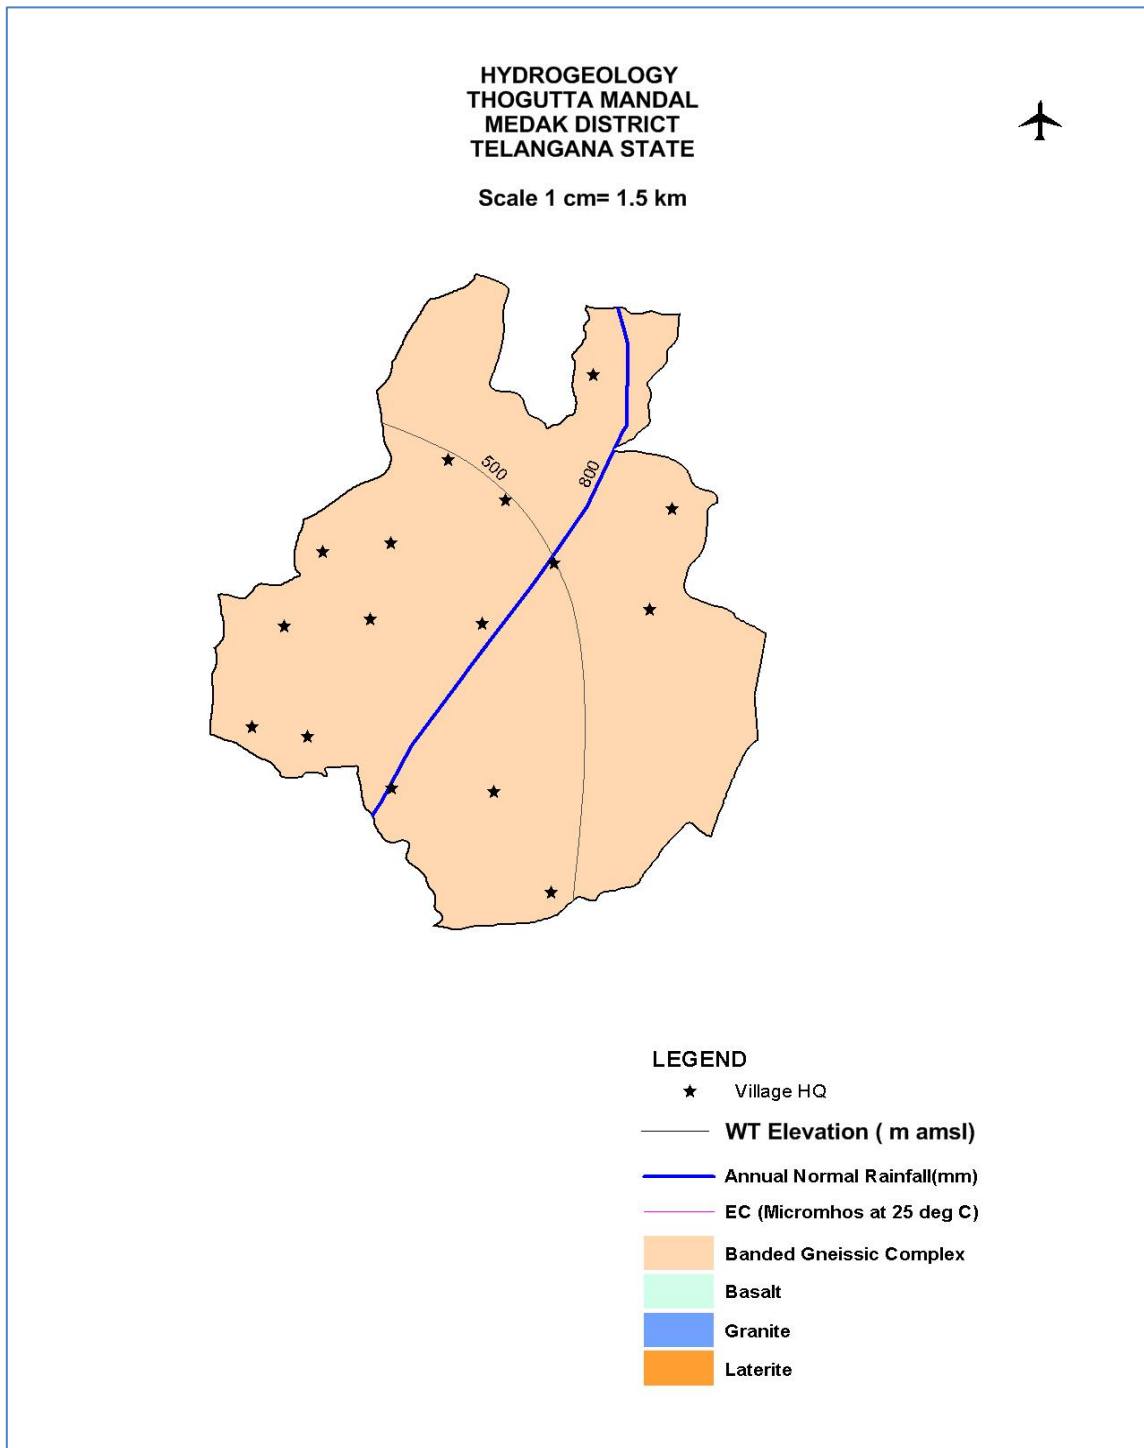 HYDROGEOLOGY
THOGUTTA MANDAL
MEDAK DISTRICT
TELANGANA STATE
Scale 1 cm= 1.5 km
500
800
LEGEND
Village HQ
WT Elevation ( m amsl)
Annual Normal Rainfall(mm)
EC (Micromhos at 25 deg C)
Banded Gneissic Complex
Basalt
Granite
Laterite